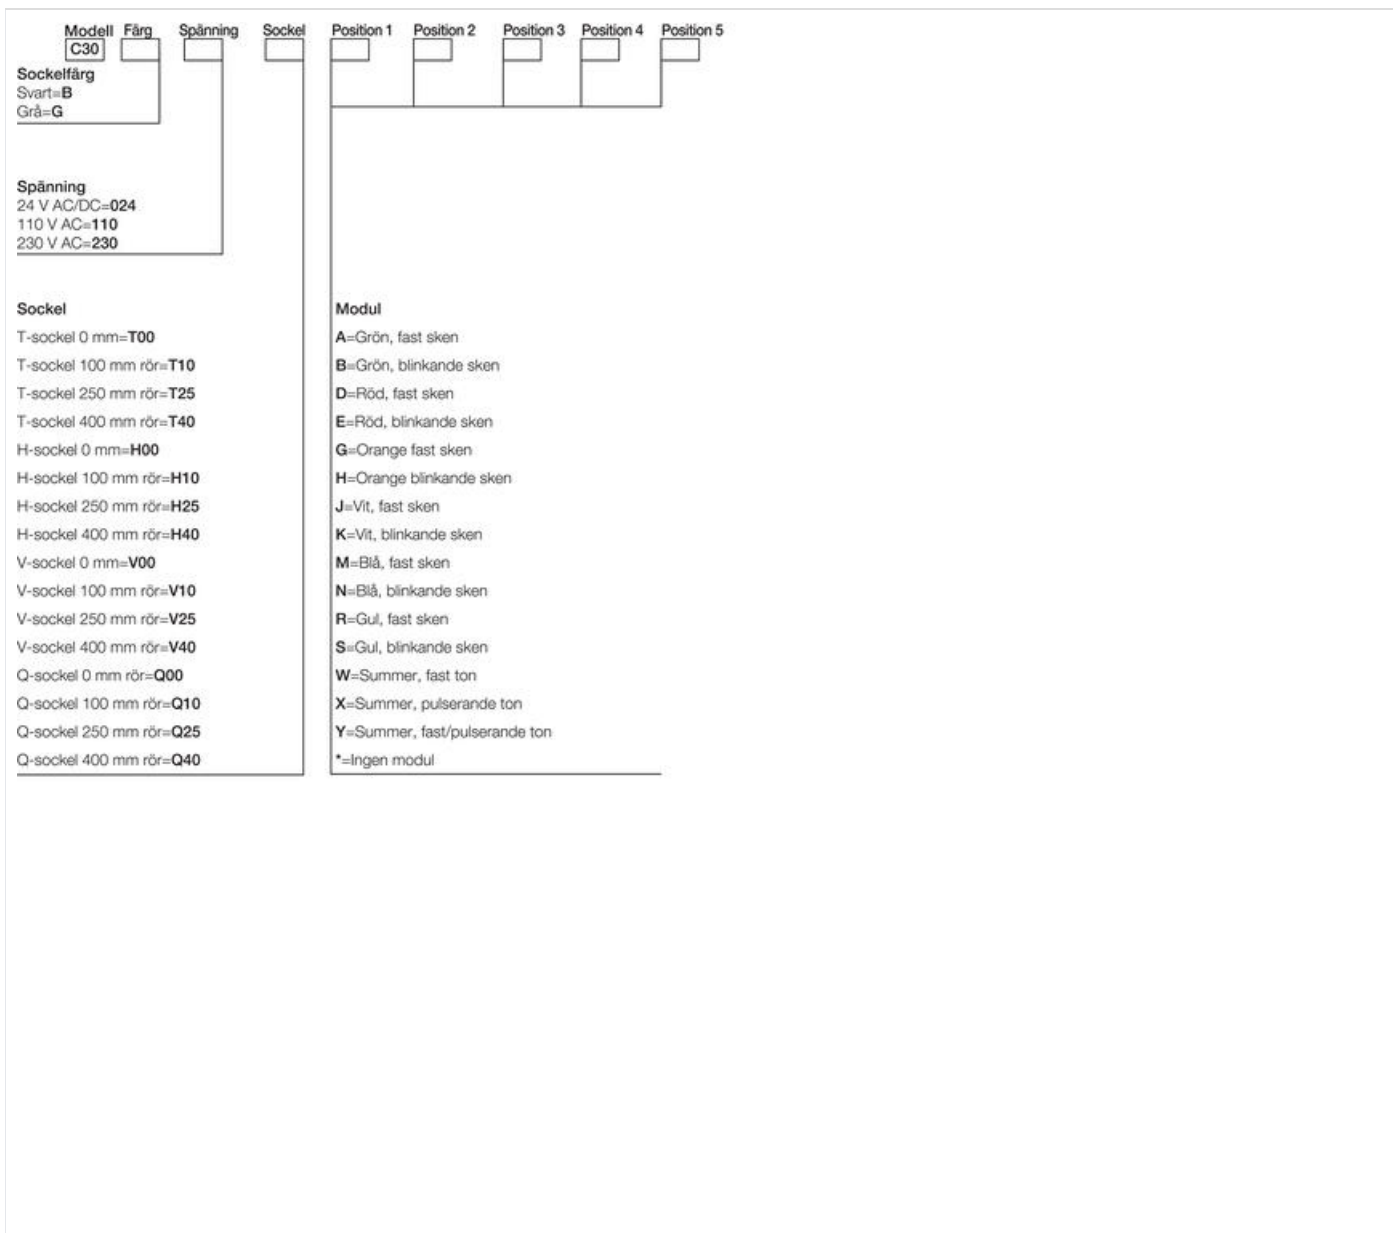 Modell Färg Spänning Sockel Position 1 Position 2 Position 3 Position 4 Position 5
C30
Sockelfärg
Svart=B
Grå=G
Spänning
24 V AC/DC=024
110 V AC=110
230 V AC=230
Sockel
T-sockel 0 mm=T00
T-sockel 100 mm rör=T10
T-sockel 250 mm rör=T25
T-sockel 400 mm rör=T40
H-sockel 0 mm=H00
H-sockel 100 mm rör=H10
H-sockel 250 mm rör=H25
H-sockel 400 mm rör=H40
V-sockel 0 mm=V00
V-sockel 100 mm rör=V10
V-sockel 250 mm rör=V25
V-sockel 400 mm rör=V40
Q-sockel 0 mm rör=Q00
Q-sockel 100 mm rör=Q10
Q-sockel 250 mm rör=Q25
Q-sockel 400 mm rör=Q40
Modul
A=Grön, fast sken
B=Grön, blinkande sken
D=Röd, fast sken
E=Röd, blinkande sken
G=Orange fast sken
H=Orange blinkande sken
J=Vit, fast sken
K=Vit, blinkande sken
M=Blå, fast sken
N=Blå, blinkande sken
R=Gul, fast sken
S=Gul, blinkande sken
W=Summer, fast ton
X=Summer, pulserande ton
Y=Summer, fast/pulserande ton
*=Ingen modul